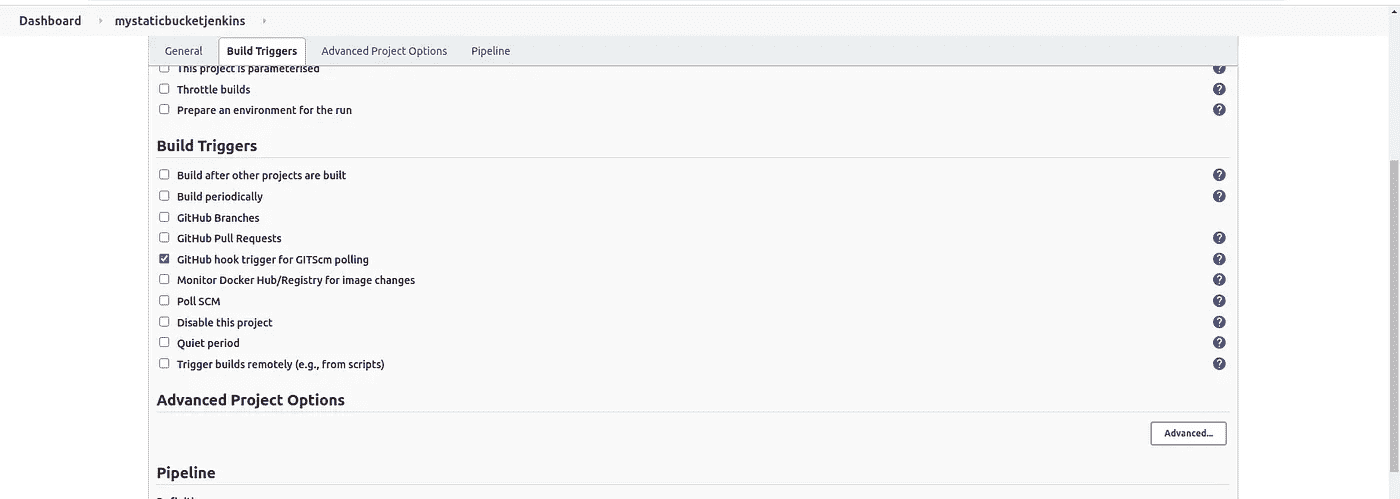 Dashboard › mystaticbucketjenkins ›
General Build Triggers Advanced Project Options Pipeline
This project is parameterised ?
Throttle builds ?
Prepare an environment for the run ?
Build Triggers
Build after other projects are built ?
Build periodically ?
GitHub Branches
GitHub Pull Requests ?
GitHub hook trigger for GITScm polling ?
Monitor Docker Hub/Registry for image changes ?
Poll SCM ?
Disable this project ?
Quiet period ?
Trigger builds remotely (e.g., from scripts) ?
Advanced Project Options
Advanced...
Pipeline